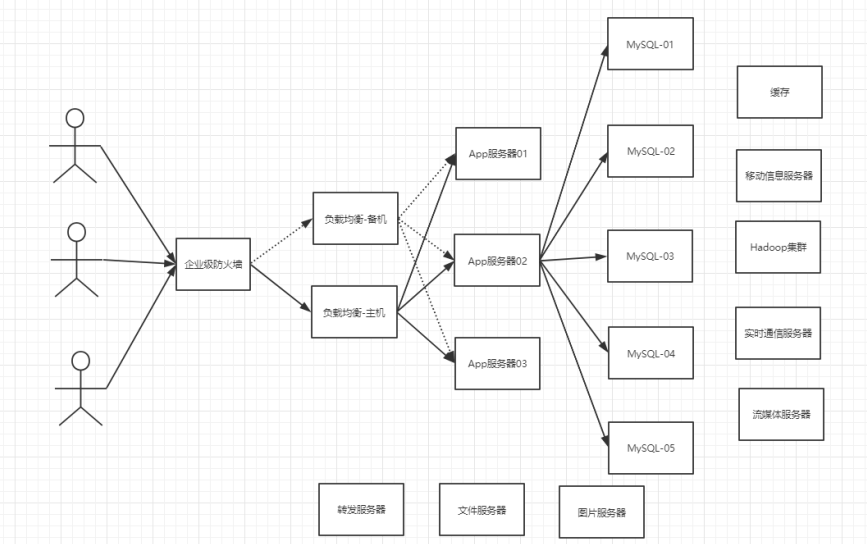 企业级防火墙
负载均衡-备机
负载均衡-主机
App服务器01
App服务器02
App服务器03
MySQL-01
MySQL-02
MySQL-03
MySQL-04
MySQL-05
缓存
移动信息服务器
Hadoop集群
实时通信服务器
流媒体服务器
转发服务器
文件服务器
图片服务器